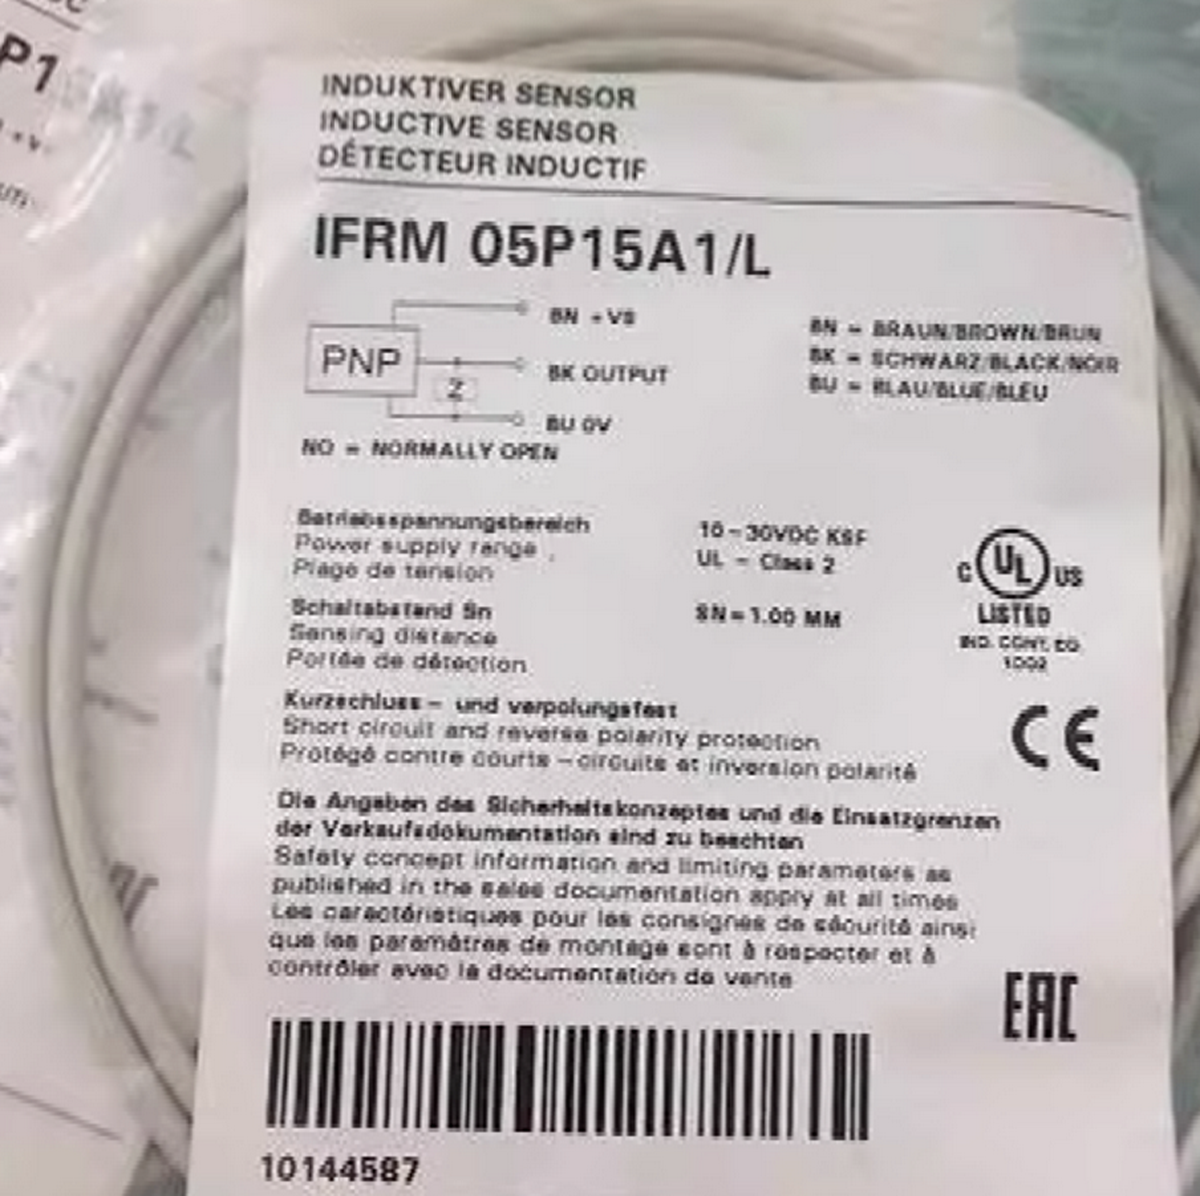 P1
INDUKTIVER SENSOR
INDUCTIVE SENSOR
DÉTECTEUR INDUCTIF
IFRM 05P15A1/L
PNP
Z
BN +VS
BK OUTPUT
BU 0V
NO = NORMALLY OPEN
BN = BRAUN/BROWN/BRUN
BK = SCHWARZ/BLACK/NOIR
BU = BLAU/BLUE/BLEU
Betriebsspannungsbereich
Power supply range
Plage de tension
10-30VDC KSF
UL - Class 2
Schaltabstand Sn
Sensing distance
Portée de détection
SN=1.00 MM
C UL US
LISTED
IND. CONT. EQ.
Kurzschluss- und verpolungsfest
Short circuit and reverse polarity protection
Protégé contre courts-circuits et inversion polarité
CE
Die Angaben des Sicherheitskonzeptes und die Einsatzgrenzen
der Verkaufsdokumentation sind zu beachten
Safety concept information and limiting parameters as
published in the sales documentation apply at all times
Les caractéristiques pour les consignes de sécurité ainsi
que les paramètres de montage sont à respecter et à
contrôler avec la documentation de vente
EAC
10144587